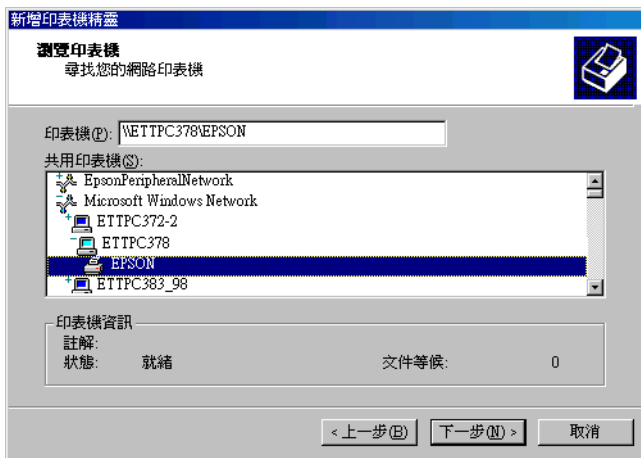 新增印表機精靈
瀏覽印表機
尋找您的網路印表機
印表機(P): \\ETTPC378\EPSON
共用印表機(S):
EpsonPeripheralNetwork
Microsoft Windows Network
ETTPC372-2
ETTPC378
EPSON
ETTPC383_98
印表機資訊
註解:
狀態: 就緒 文件等候: 0
<上一步(B) 下一步(N)> 取消